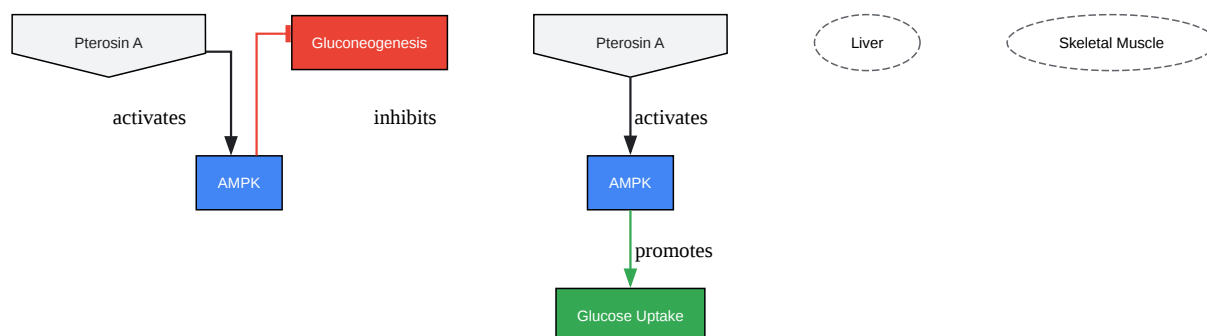 Pterosin A
Gluconeogenesis
Pterosin A
Liver
Skeletal Muscle
activates
inhibits
activates
AMPK
AMPK
promotes
Glucose Uptake